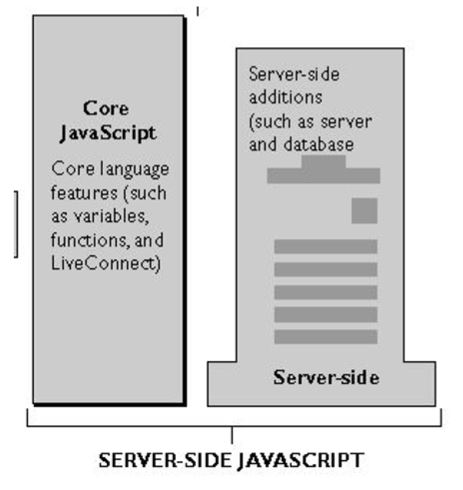 Core
JavaScript
Core language
features (such
as variables,
functions, and
LiveConnect)
Server-side
additions
(such as server
and database
Server-side
SERVER-SIDE JAVASCRIPT